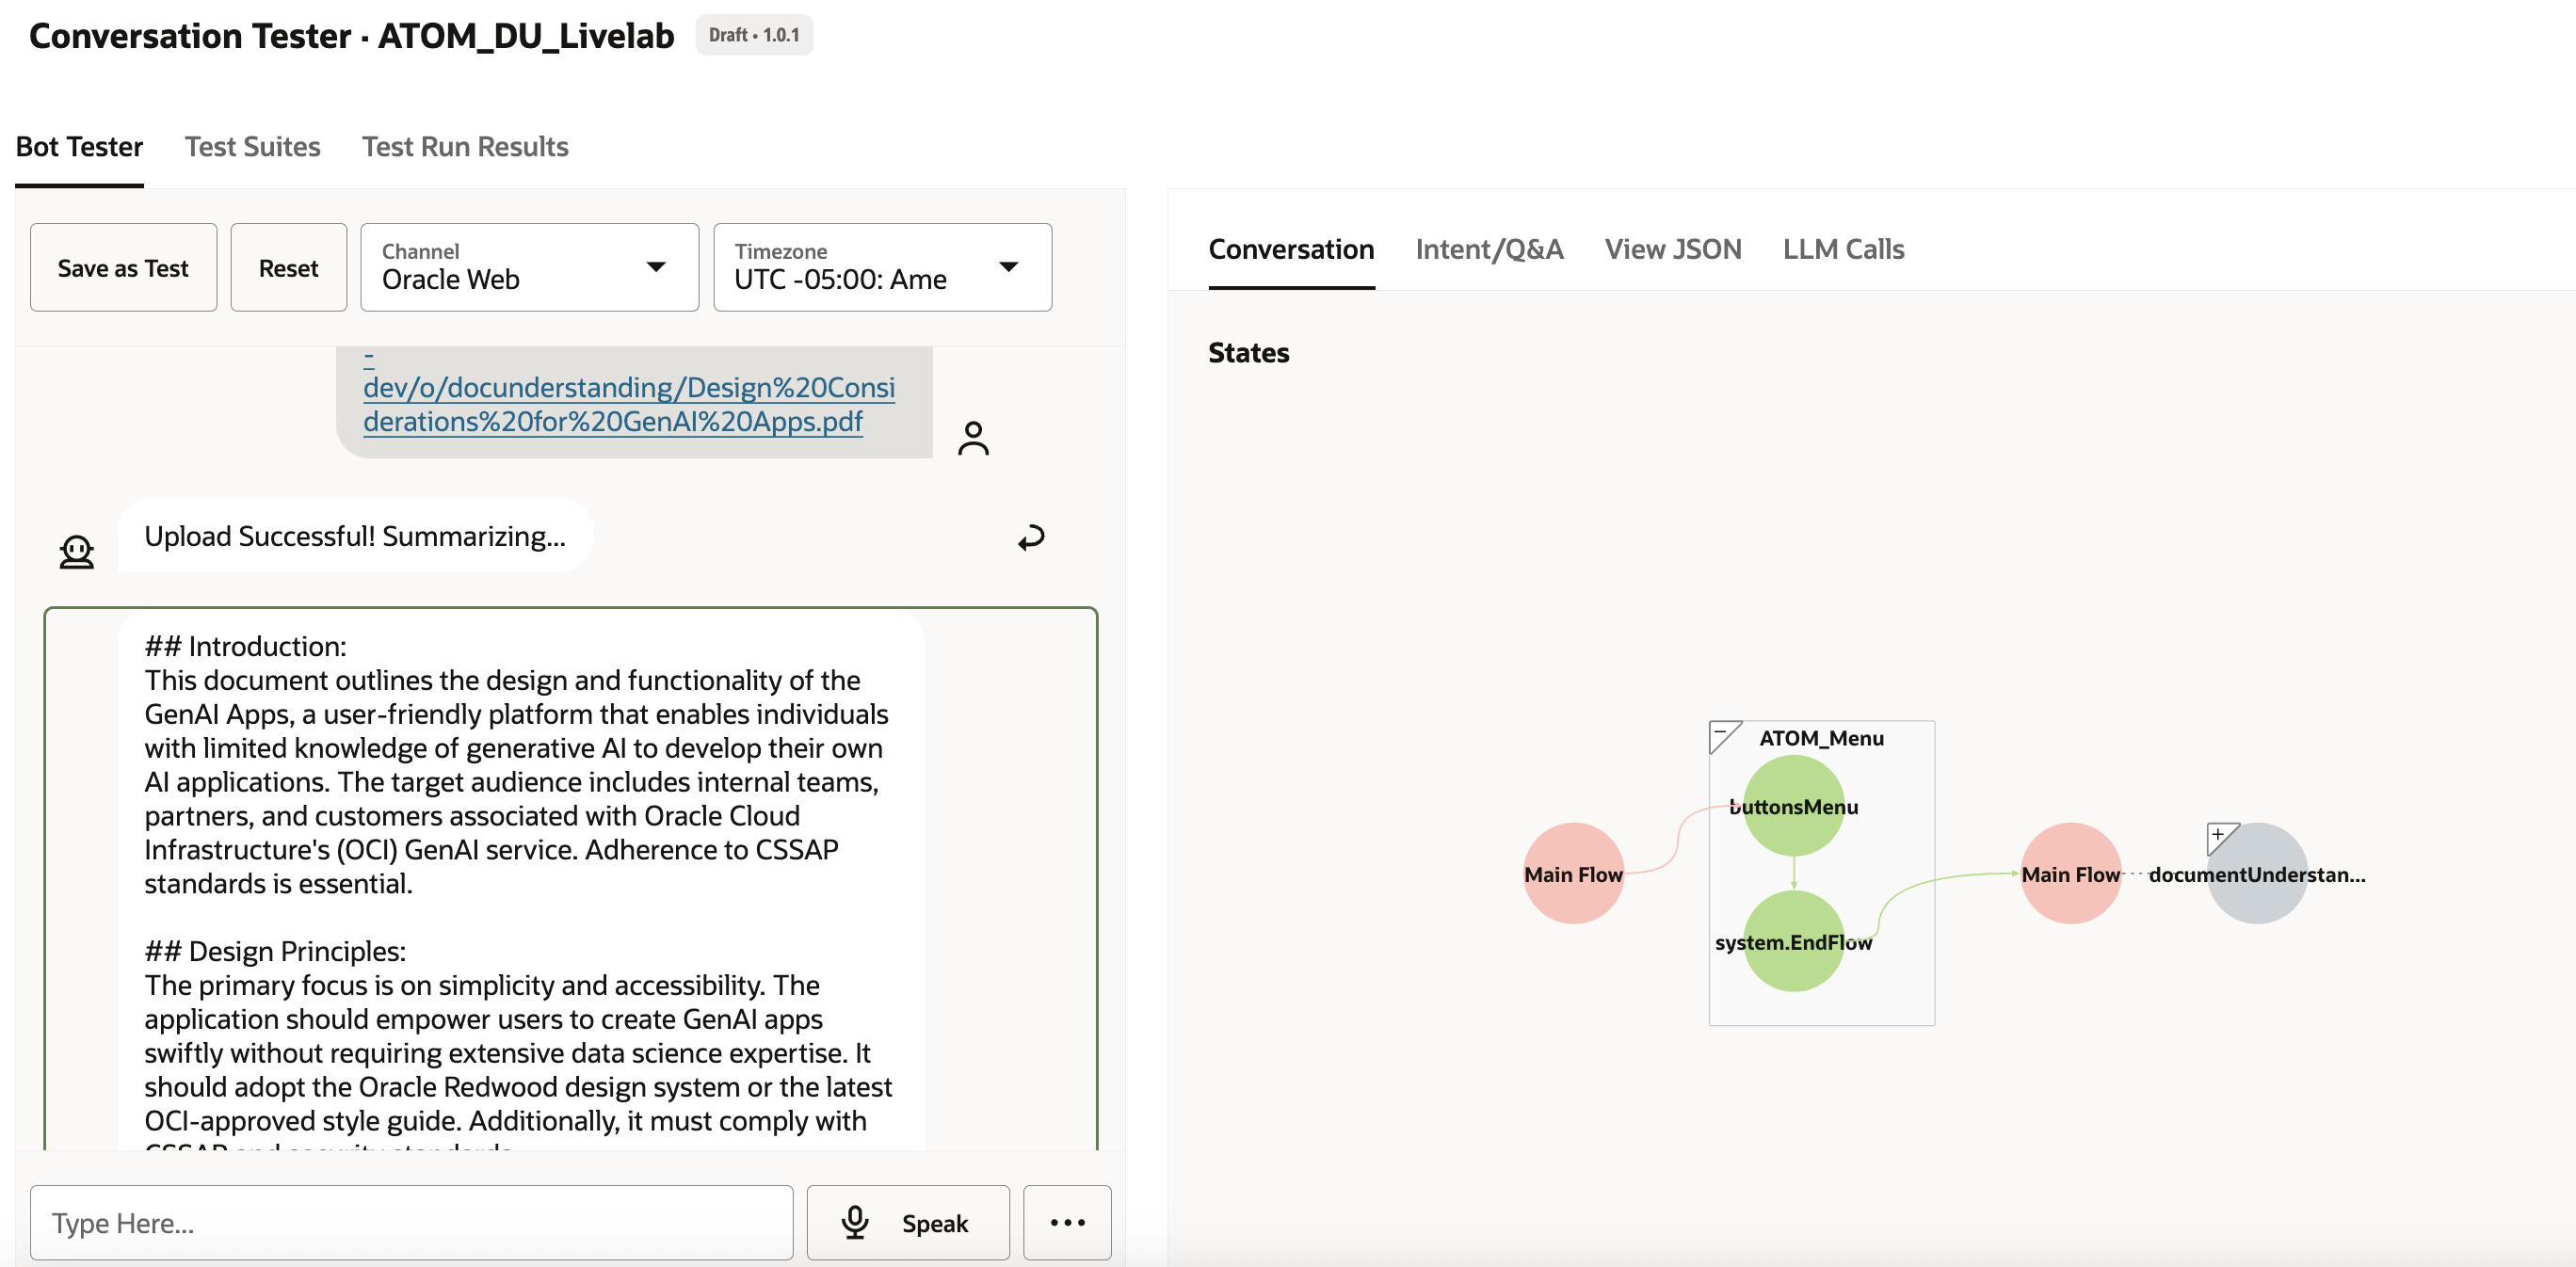 Conversation Tester · ATOM_DU_Livelab
Draft • 1.0.1
Bot Tester
Test Suites
Test Run Results
Save as Test
Reset
Channel
Oracle Web
Timezone
UTC -05:00: Ame
-
dev/o/docunderstanding/Design%20Consi
derations%20for%20GenAI%20Apps.pdf
Upload Successful! Summarizing...
## Introduction:
This document outlines the design and functionality of the
GenAI Apps, a user-friendly platform that enables individuals
with limited knowledge of generative AI to develop their own
AI applications. The target audience includes internal teams,
partners, and customers associated with Oracle Cloud
Infrastructure's (OCI) GenAI service. Adherence to CSSAP
standards is essential.
## Design Principles:
The primary focus is on simplicity and accessibility. The
application should empower users to create GenAI apps
swiftly without requiring extensive data science expertise. It
should adopt the Oracle Redwood design system or the latest
OCI-approved style guide. Additionally, it must comply with
CSSAP and security standards.
Type Here...
Speak
Conversation
Intent/Q&A
View JSON
LLM Calls
States
ATOM_Menu
buttonsMenu
Main Flow
system.EndFlow
Main Flow
documentUnderstan...